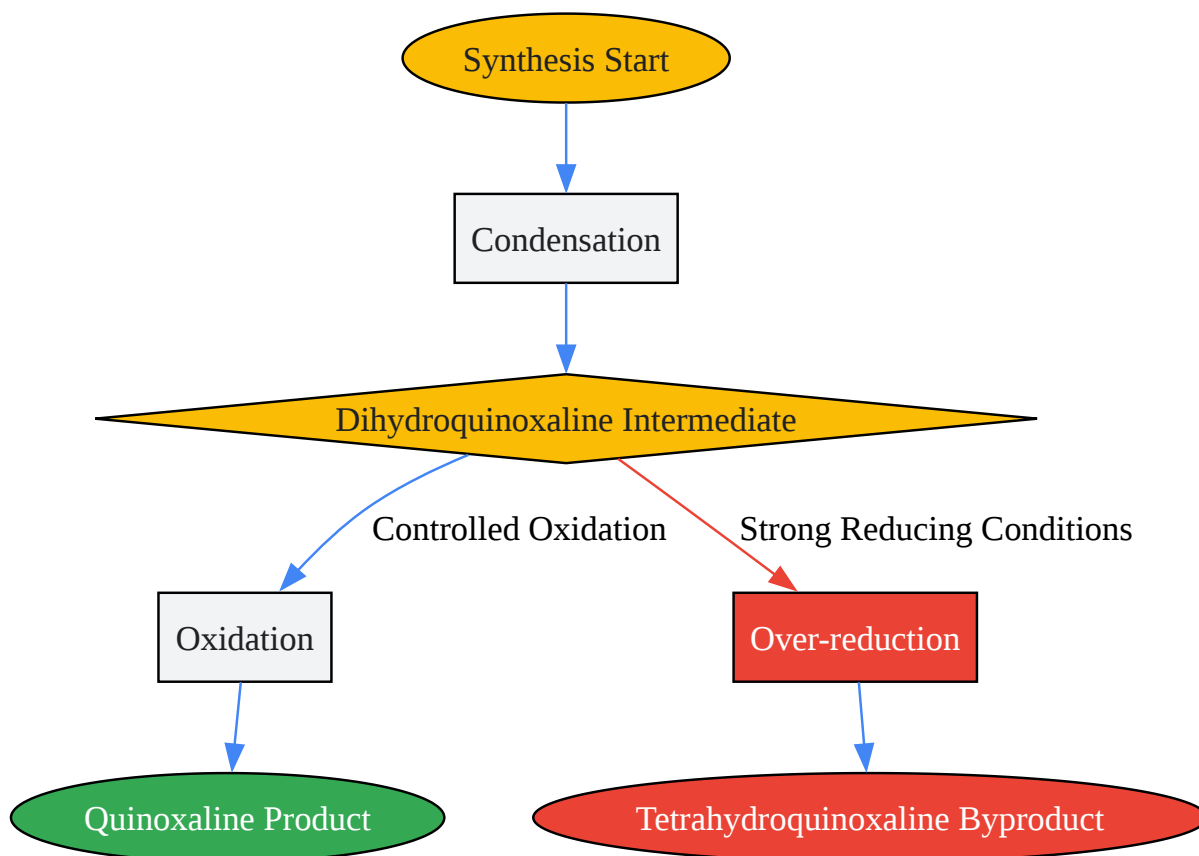 Synthesis Start
Condensation
Dihydroquinoxaline Intermediate
Controlled Oxidation
Strong Reducing Conditions
Oxidation
Over-reduction
Quinoxaline Product
Tetrahydroquinoxaline Byproduct